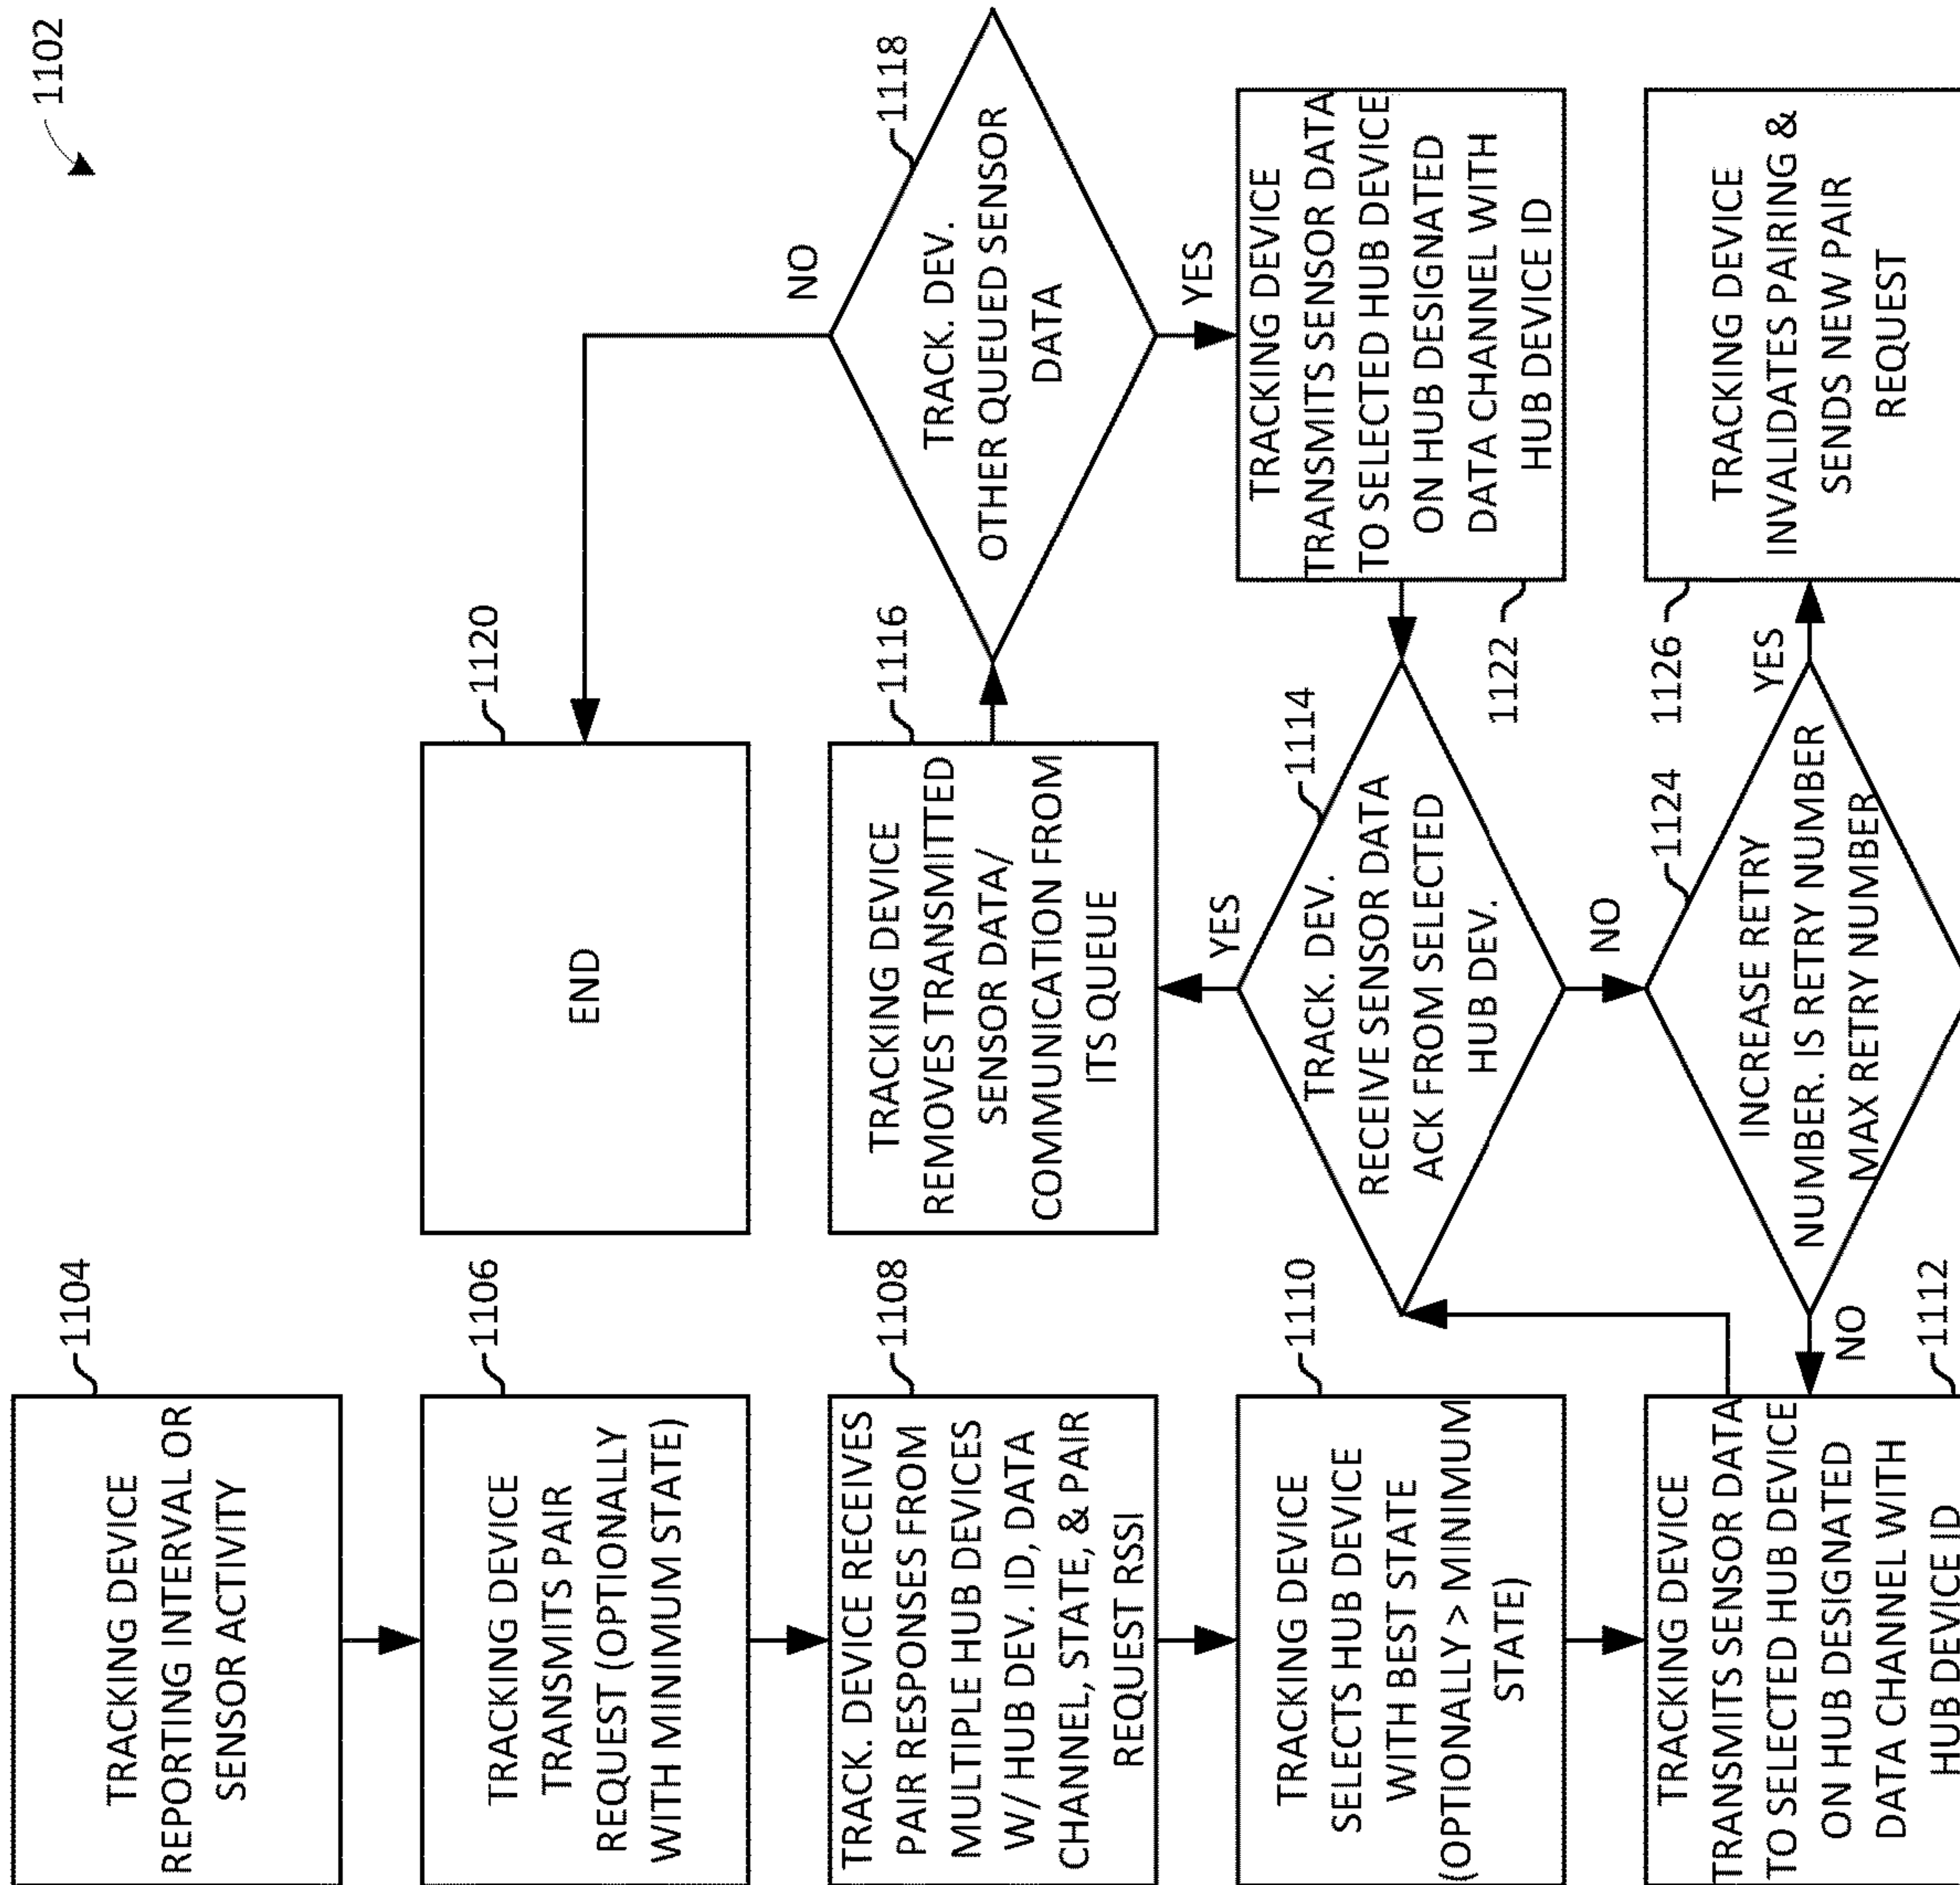 1102
1104
TRACKING DEVICE
REPORTING INTERVAL OR
SENSOR ACTIVITY
1106
TRACKING DEVICE
TRANSMITS PAIR
REQUEST (OPTIONALLY
WITH MINIMUM STATE)
1108
TRACK. DEVICE RECEIVES
PAIR RESPONSES FROM
MULTIPLE HUB DEVICES
W/ HUB DEV. ID, DATA
CHANNEL, STATE, & PAIR
REQUEST RSSI
1110
TRACKING DEVICE
SELECTS HUB DEVICE
WITH BEST STATE
(OPTIONALLY > MINIMUM
STATE)
1112
TRACKING DEVICE
TRANSMITS SENSOR DATA
TO SELECTED HUB DEVICE
ON HUB DESIGNATED
DATA CHANNEL WITH
HUB DEVICE ID
1114
TRACK. DEV.
RECEIVE SENSOR DATA
ACK FROM SELECTED
HUB DEV.
YES
NO
1116
TRACKING DEVICE
REMOVES TRANSMITTED
SENSOR DATA/
COMMUNICATION FROM
ITS QUEUE
1118
TRACK. DEV.
OTHER QUEUED SENSOR
DATA
NO
YES
1120
END
1122
TRACKING DEVICE
TRANSMITS SENSOR DATA
TO SELECTED HUB DEVICE
ON HUB DESIGNATED
DATA CHANNEL WITH
HUB DEVICE ID
1124
INCREASE RETRY
NUMBER. IS RETRY NUMBER
MAX RETRY NUMBER
NO
YES
1126
TRACKING DEVICE
INVALIDATES PAIRING &
SENDS NEW PAIR
REQUEST